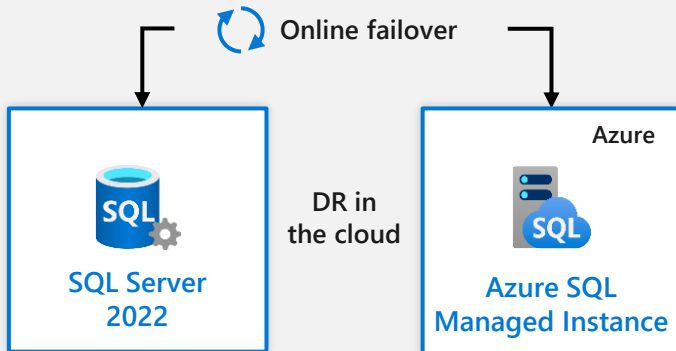 Online failover
Azure
SQL
DR in
the cloud
SQL
SQL Server
2022
Azure SQL
Managed Instance